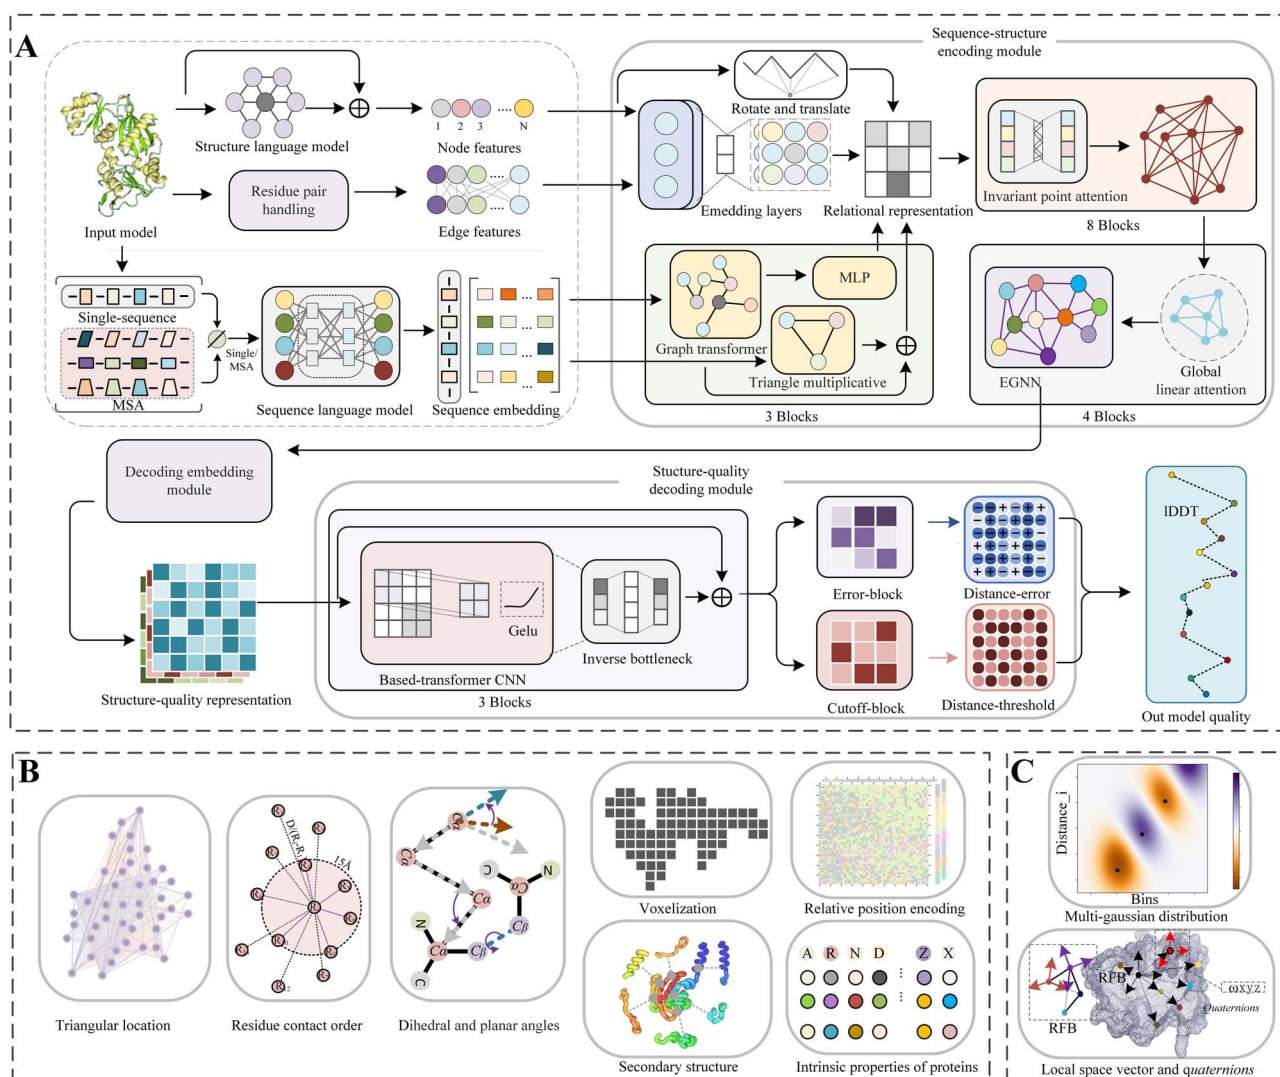 A
Sequence-structure
encoding module
Structure language model
1 2 3 N
Node features
Rotate and translate
Residue pair
handling
Input model
Edge features
Emedding layers
Relational representation
Invariant point attention
8 Blocks
Single-sequence
MSA
Single/
MSA
Sequence language model
Sequence embedding
Graph transformer
MLP
Triangle multiplicative
3 Blocks
EGNN
Global
linear attention
4 Blocks
Decoding embedding
module
Structure-quality representation
Stucture-quality
decoding module
Gelu
Based-transformer CNN
Inverse bottleneck
3 Blocks
Error-block
Distance-error
Cutoff-block
Distance-threshold
lDDT
Out model quality
B
Triangular location
15Å
Residue contact order
Cα
Cα
Cα
Cα
Cα
Cβ
Cβ
N
N
C
C
Dihedral and planar angles
Voxelization
Relative position encoding
Secondary structure
A R N D Z X
Intrinsic properties of proteins
C
Distance_i
Bins
Multi-gaussian distribution
RFB
RFB
ωxyz
Quaternions
Local space vector and quaternions